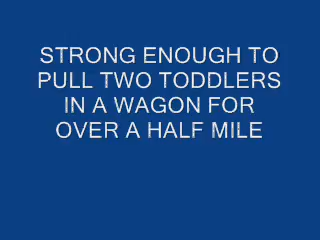 STRONG ENOUGH TO
PULL TWO TODDLERS
IN A WAGON FOR
OVER A HALF MILE